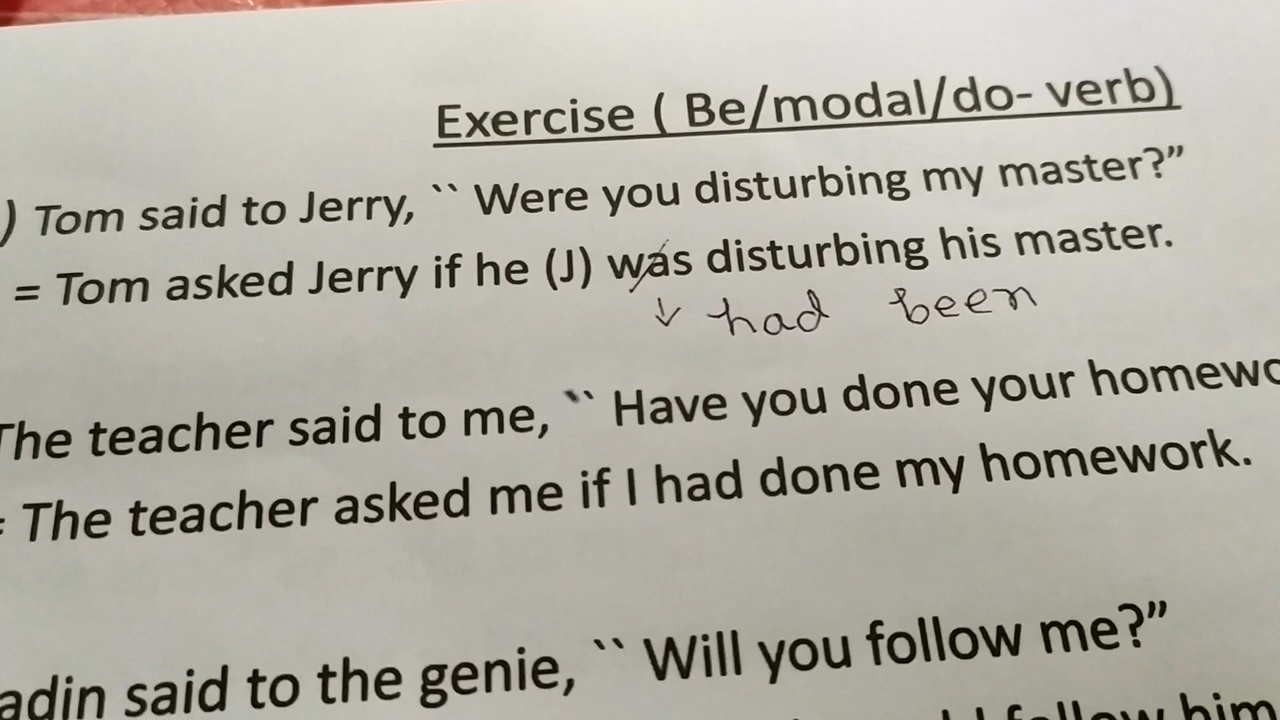 Exercise ( Be/modal/do- verb)
) Tom said to Jerry, `` Were you disturbing my master?”
= Tom asked Jerry if he (J) was disturbing his master.
↓ had been
The teacher said to me, `` Have you done your homewo
= The teacher asked me if I had done my homework.
adin said to the genie, `` Will you follow me?”
follow him